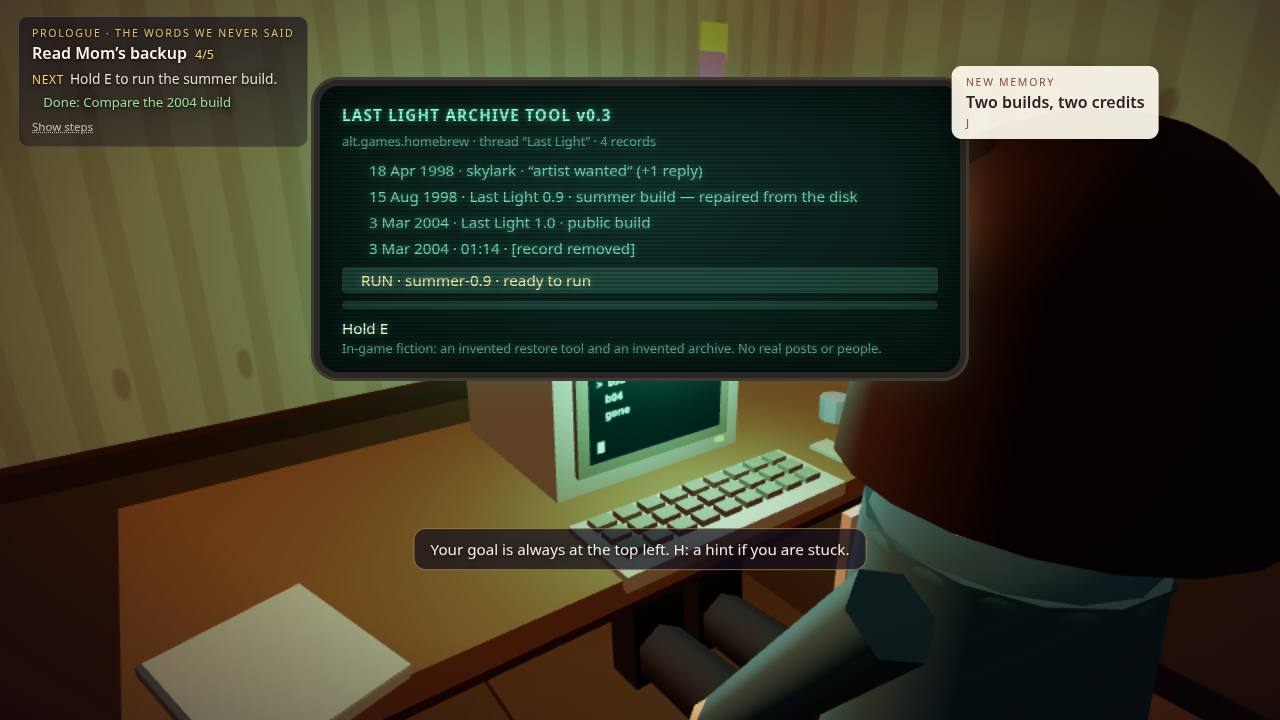 PROLOGUE · THE WORDS WE NEVER SAID
Read Mom’s backup 4/5
NEXT Hold E to run the summer build.
Done: Compare the 2004 build
Show steps
LAST LIGHT ARCHIVE TOOL v0.3
alt.games.homebrew · thread “Last Light” · 4 records
18 Apr 1998 · skylark · “artist wanted” (+1 reply)
15 Aug 1998 · Last Light 0.9 · summer build — repaired from the disk
3 Mar 2004 · Last Light 1.0 · public build
3 Mar 2004 · 01:14 · [record removed]
RUN · summer-0.9 · ready to run
Hold E
In-game fiction: an invented restore tool and an invented archive. No real posts or people.
NEW MEMORY
Two builds, two credits
J
b04
gone
Your goal is always at the top left. H: a hint if you are stuck.